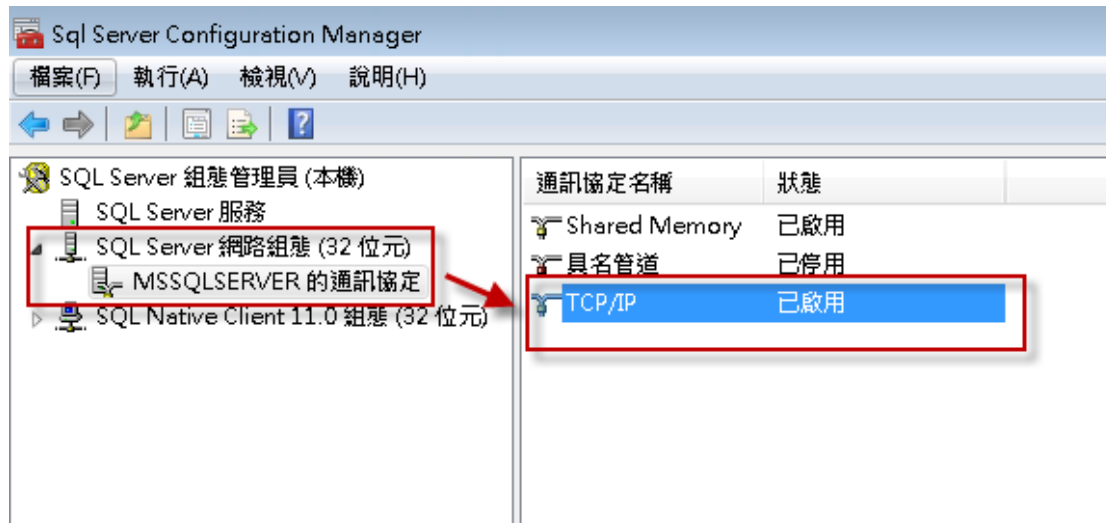 Sql Server Configuration Manager
檔案(F) 執行(A) 檢視(V) 說明(H)
SQL Server 組態管理員 (本機)
SQL Server 服務
SQL Server 網路組態 (32 位元)
MSSQLSERVER 的通訊協定
SQL Native Client 11.0 組態 (32 位元)
通訊協定名稱 狀態
Shared Memory 已啟用
具名管道 已停用
TCP/IP 已啟用